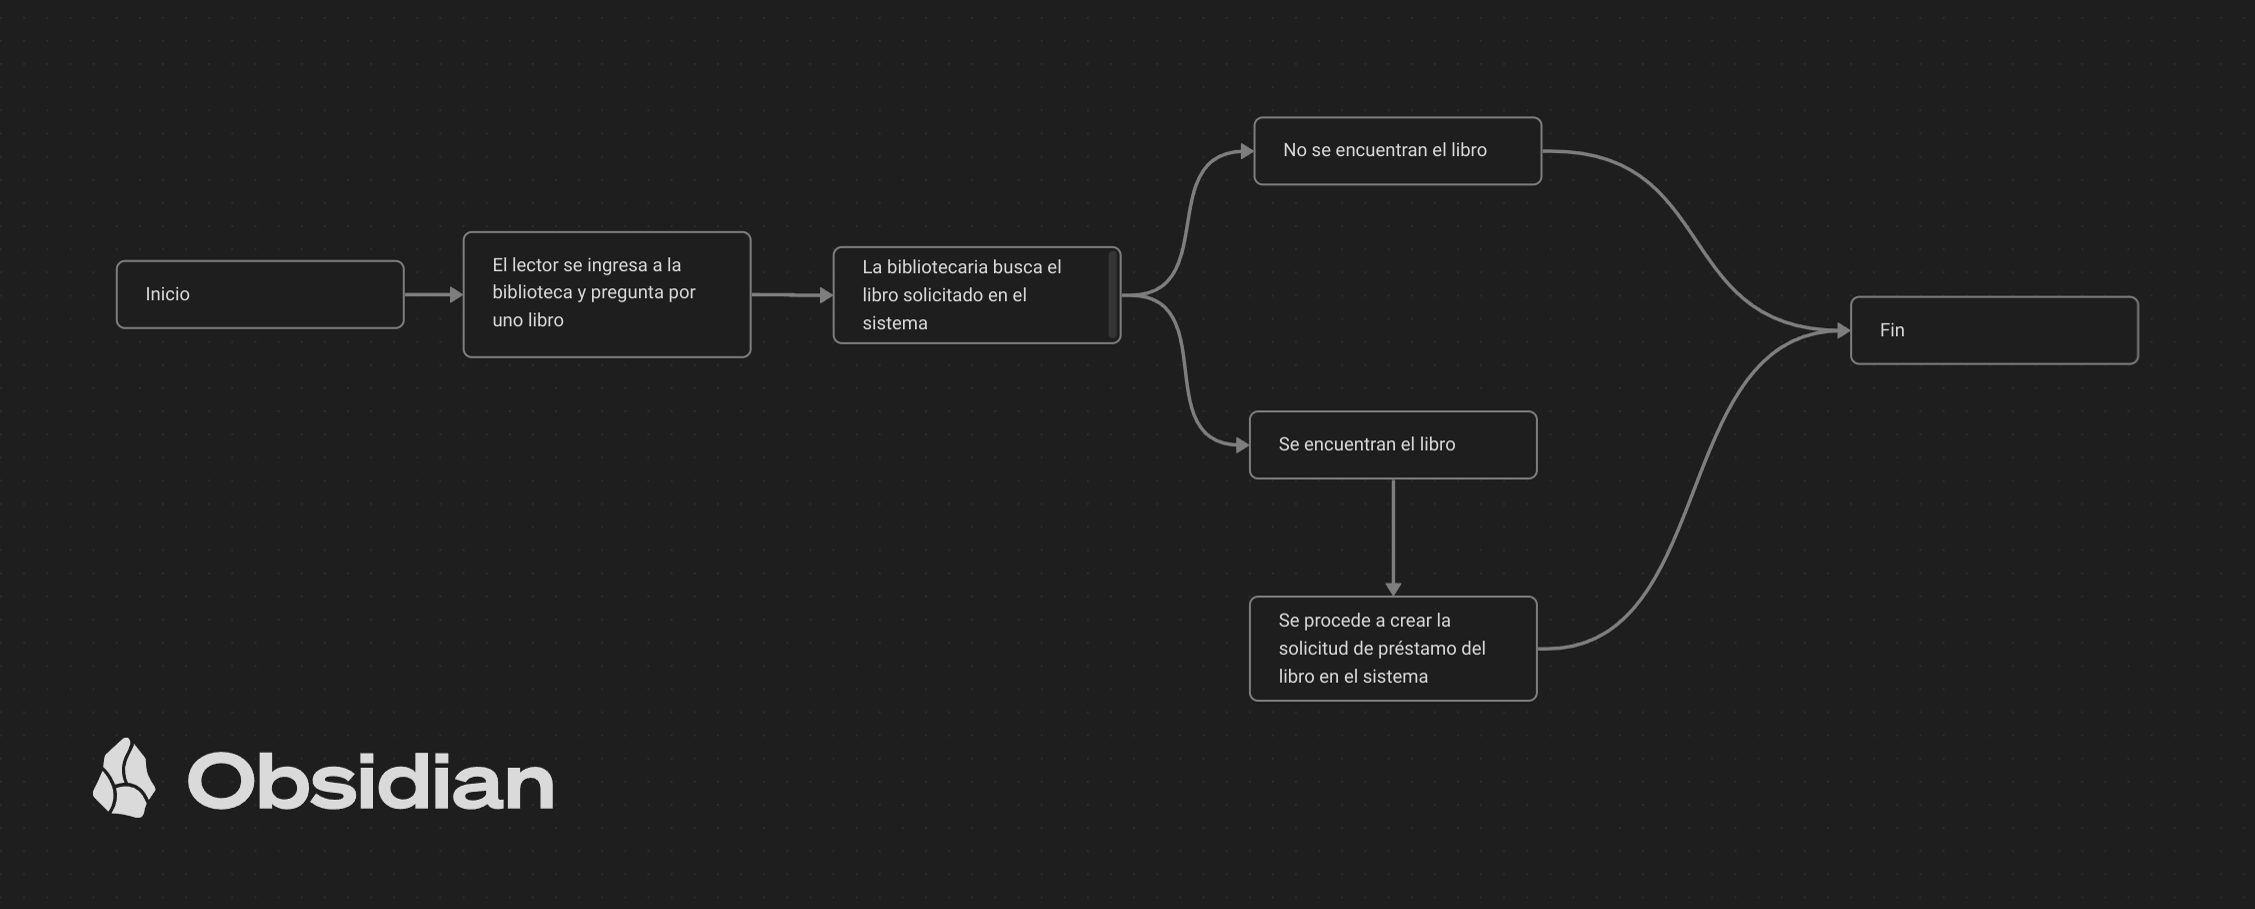 Inicio
El lector se ingresa a la
biblioteca y pregunta por
uno libro
La bibliotecaria busca el
libro solicitado en el
sistema
No se encuentran el libro
Se encuentran el libro
Se procede a crear la
solicitud de préstamo del
libro en el sistema
Fin
Obsidian